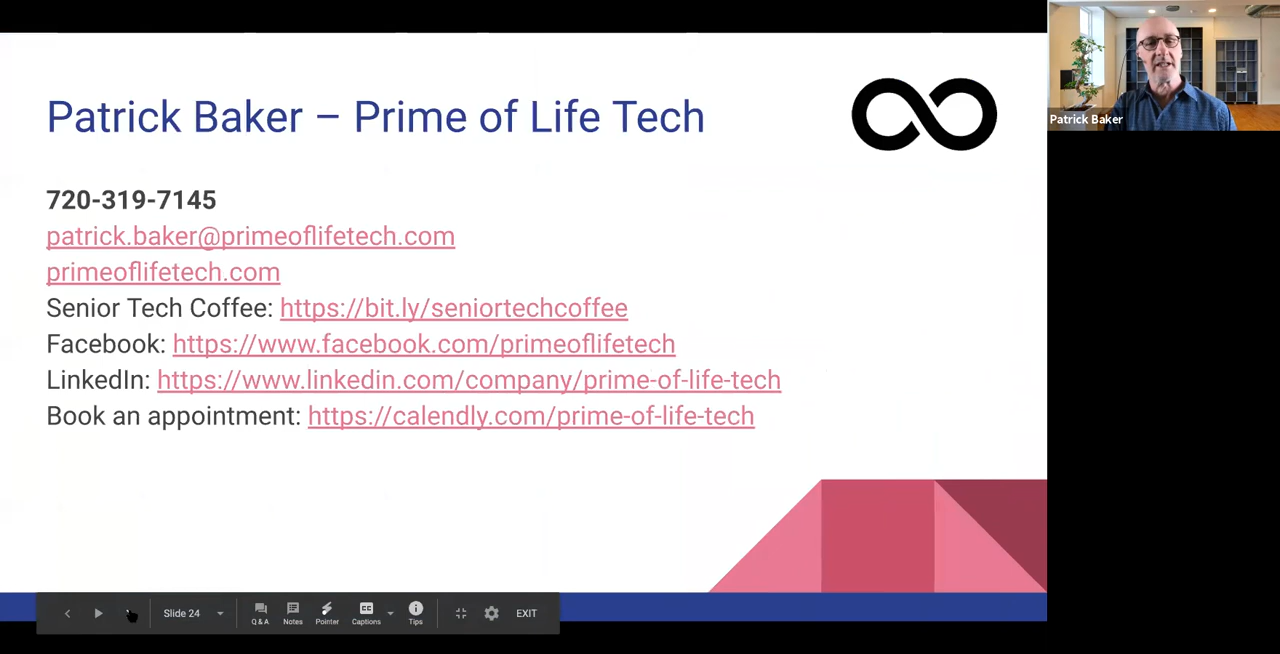 Patrick Baker – Prime of Life Tech
720-319-7145
patrick.baker@primeoflifetech.com
primeoflifetech.com
Senior Tech Coffee: https://bit.ly/seniortechcoffee
Facebook: https://www.facebook.com/primeoflifetech
LinkedIn: https://www.linkedin.com/company/prime-of-life-tech
Book an appointment: https://calendly.com/prime-of-life-tech
Patrick Baker
Slide 24
Q & A
Notes
Pointer
CC
Captions
Tips
EXIT